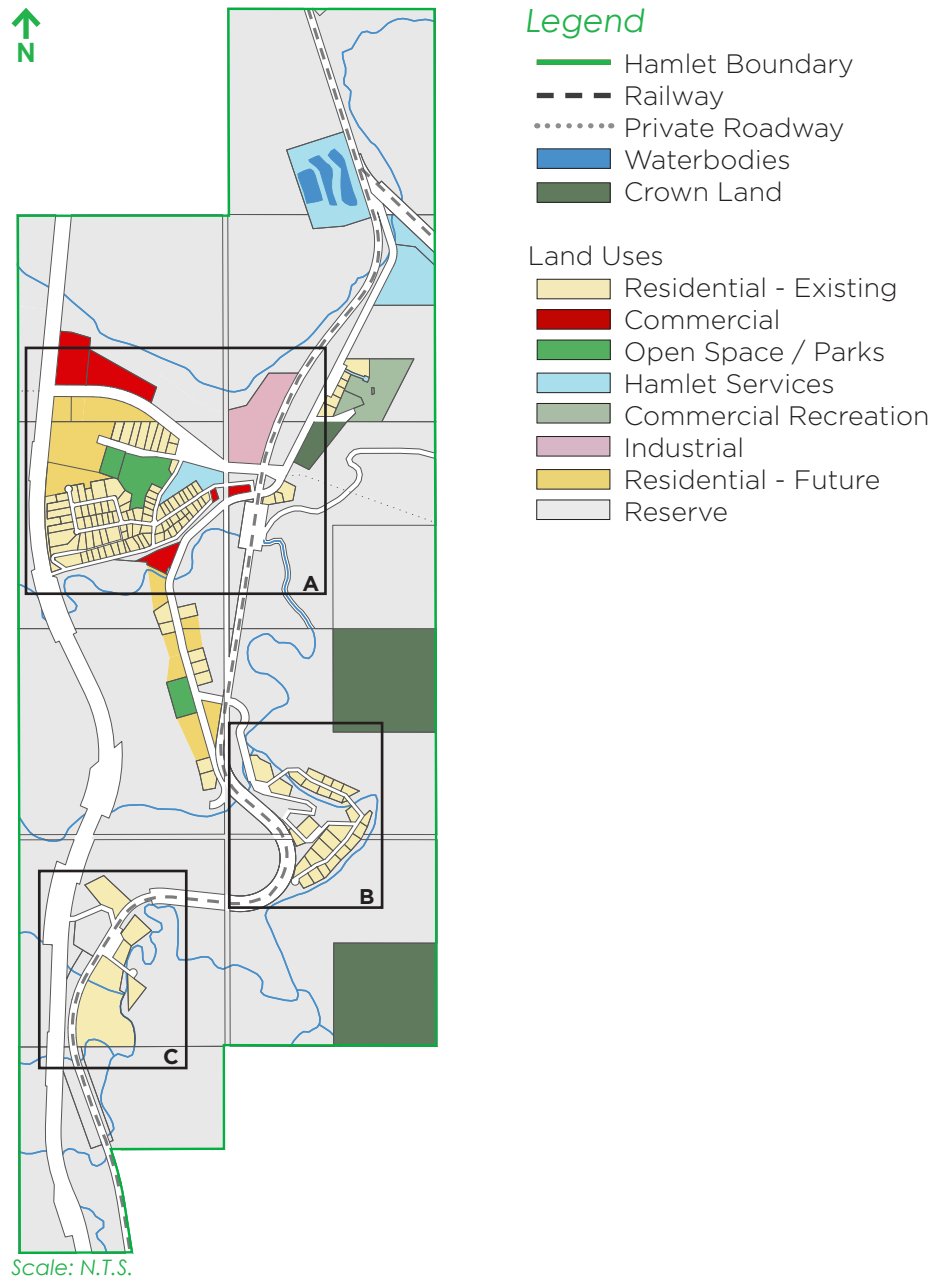 N
A
B
C
Scale: N.T.S.
Legend
Hamlet Boundary
Railway
Private Roadway
Waterbodies
Crown Land
Land Uses
Residential - Existing
Commercial
Open Space / Parks
Hamlet Services
Commercial Recreation
Industrial
Residential - Future
Reserve